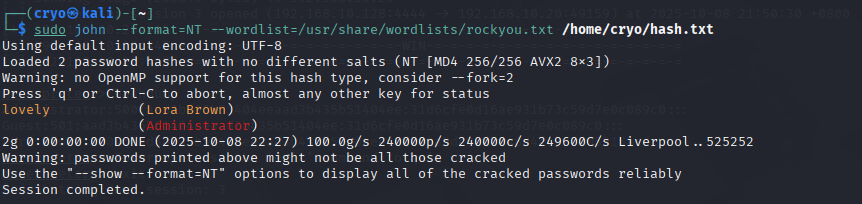 ┌──(cryo㉿kali)-[~]
└─$ sudo john --format=NT --wordlist=/usr/share/wordlists/rockyou.txt /home/cryo/hash.txt
Using default input encoding: UTF-8
Loaded 2 password hashes with no different salts (NT [MD4 256/256 AVX2 8×3])
Warning: no OpenMP support for this hash type, consider --fork=2
Press 'q' or Ctrl-C to abort, almost any other key for status
lovely           (Lora Brown)
                 (Administrator)
2g 0:00:00:00 DONE (2025-10-08 22:27) 100.0g/s 240000p/s 240000c/s 249600C/s Liverpool..525252
Warning: passwords printed above might not be all those cracked
Use the "--show --format=NT" options to display all of the cracked passwords reliably
Session completed.